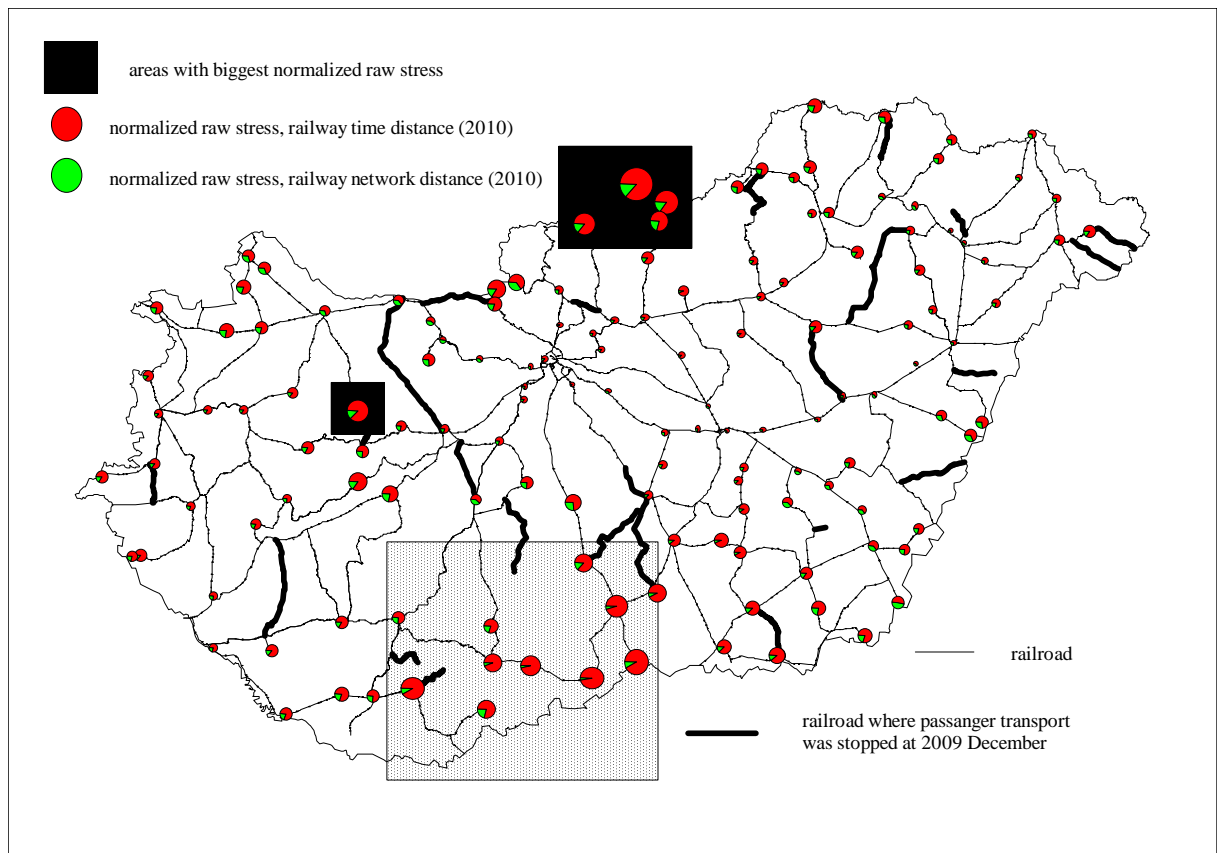 areas with biggest normalized raw stress
normalized raw stress, railway time distance (2010)
normalized raw stress, railway network distance (2010)
railroad
railroad where passanger transport
was stopped at 2009 December